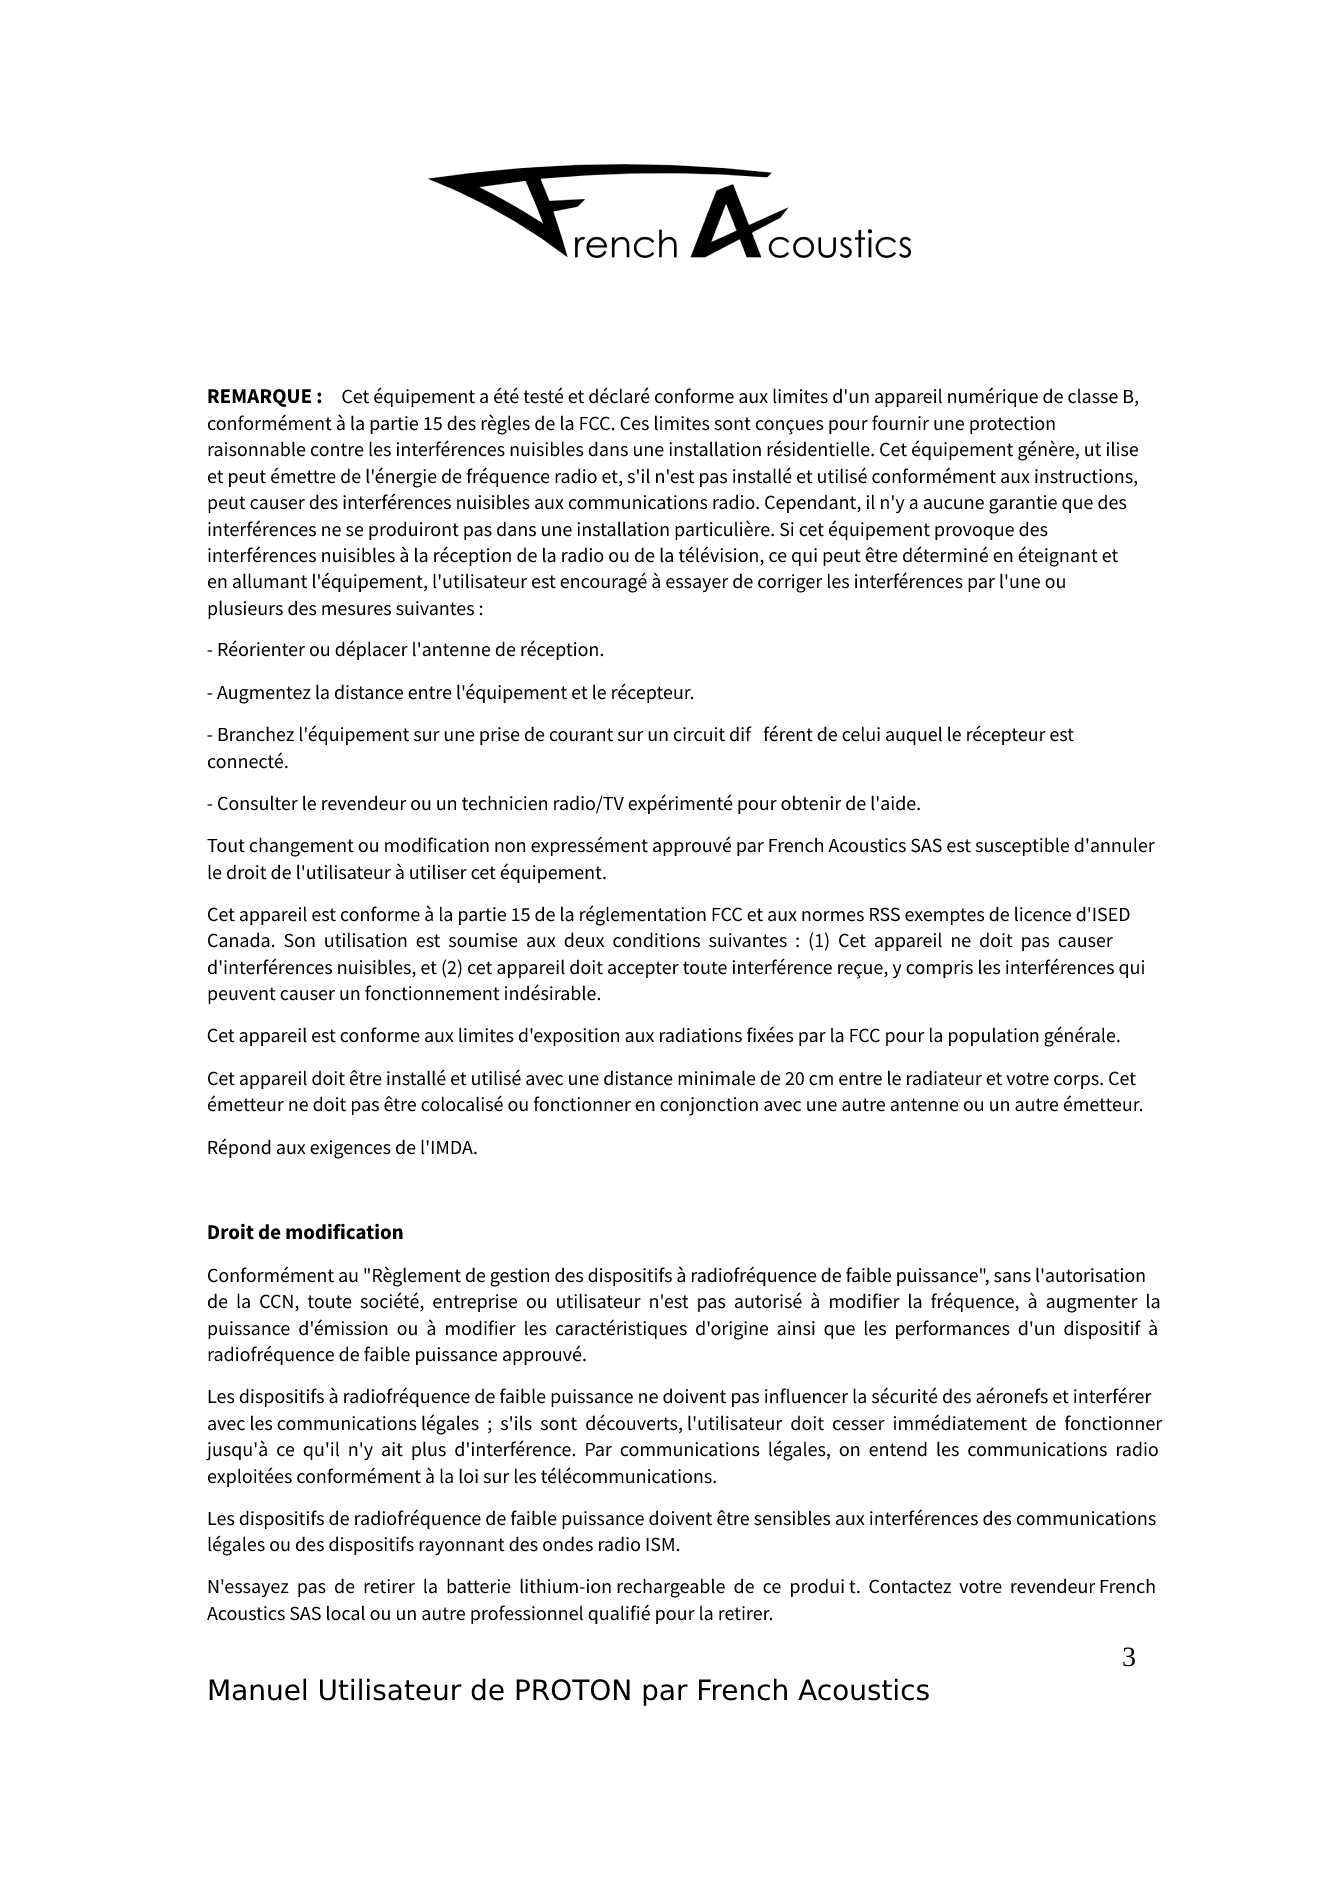 French Acoustics
REMARQUE : Cet équipement a été testé et déclaré conforme aux limites d'un appareil numérique de classe B,
conformément à la partie 15 des règles de la FCC. Ces limites sont conçues pour fournir une protection
raisonnable contre les interférences nuisibles dans une installation résidentielle. Cet équipement génère, ut ilise
et peut émettre de l'énergie de fréquence radio et, s'il n'est pas installé et utilisé conformément aux instructions,
peut causer des interférences nuisibles aux communications radio. Cependant, il n'y a aucune garantie que des
interférences ne se produiront pas dans une installation particulière. Si cet équipement provoque des
interférences nuisibles à la réception de la radio ou de la télévision, ce qui peut être déterminé en éteignant et
en allumant l'équipement, l'utilisateur est encouragé à essayer de corriger les interférences par l'une ou
plusieurs des mesures suivantes :
- Réorienter ou déplacer l'antenne de réception.
- Augmentez la distance entre l'équipement et le récepteur.
- Branchez l'équipement sur une prise de courant sur un circuit dif férent de celui auquel le récepteur est
connecté.
- Consulter le revendeur ou un technicien radio/TV expérimenté pour obtenir de l'aide.
Tout changement ou modification non expressément approuvé par French Acoustics SAS est susceptible d'annuler
le droit de l'utilisateur à utiliser cet équipement.
Cet appareil est conforme à la partie 15 de la réglementation FCC et aux normes RSS exemptes de licence d'ISED
Canada. Son utilisation est soumise aux deux conditions suivantes : (1) Cet appareil ne doit pas causer
d'interférences nuisibles, et (2) cet appareil doit accepter toute interférence reçue, y compris les interférences qui
peuvent causer un fonctionnement indésirable.
Cet appareil est conforme aux limites d'exposition aux radiations fixées par la FCC pour la population générale.
Cet appareil doit être installé et utilisé avec une distance minimale de 20 cm entre le radiateur et votre corps. Cet
émetteur ne doit pas être colocalisé ou fonctionner en conjonction avec une autre antenne ou un autre émetteur.
Répond aux exigences de l'IMDA.
Droit de modification
Conformément au "Règlement de gestion des dispositifs à radiofréquence de faible puissance", sans l'autorisation
de la CCN, toute société, entreprise ou utilisateur n'est pas autorisé à modifier la fréquence, à augmenter la
puissance d'émission ou à modifier les caractéristiques d'origine ainsi que les performances d'un dispositif à
radiofréquence de faible puissance approuvé.
Les dispositifs à radiofréquence de faible puissance ne doivent pas influencer la sécurité des aéronefs et interférer
avec les communications légales ; s'ils sont découverts, l'utilisateur doit cesser immédiatement de fonctionner
jusqu'à ce qu'il n'y ait plus d'interférence. Par communications légales, on entend les communications radio
exploitées conformément à la loi sur les télécommunications.
Les dispositifs de radiofréquence de faible puissance doivent être sensibles aux interférences des communications
légales ou des dispositifs rayonnant des ondes radio ISM.
N'essayez pas de retirer la batterie lithium-ion rechargeable de ce produi t. Contactez votre revendeur French
Acoustics SAS local ou un autre professionnel qualifié pour la retirer.
3
Manuel Utilisateur de PROTON par French Acoustics